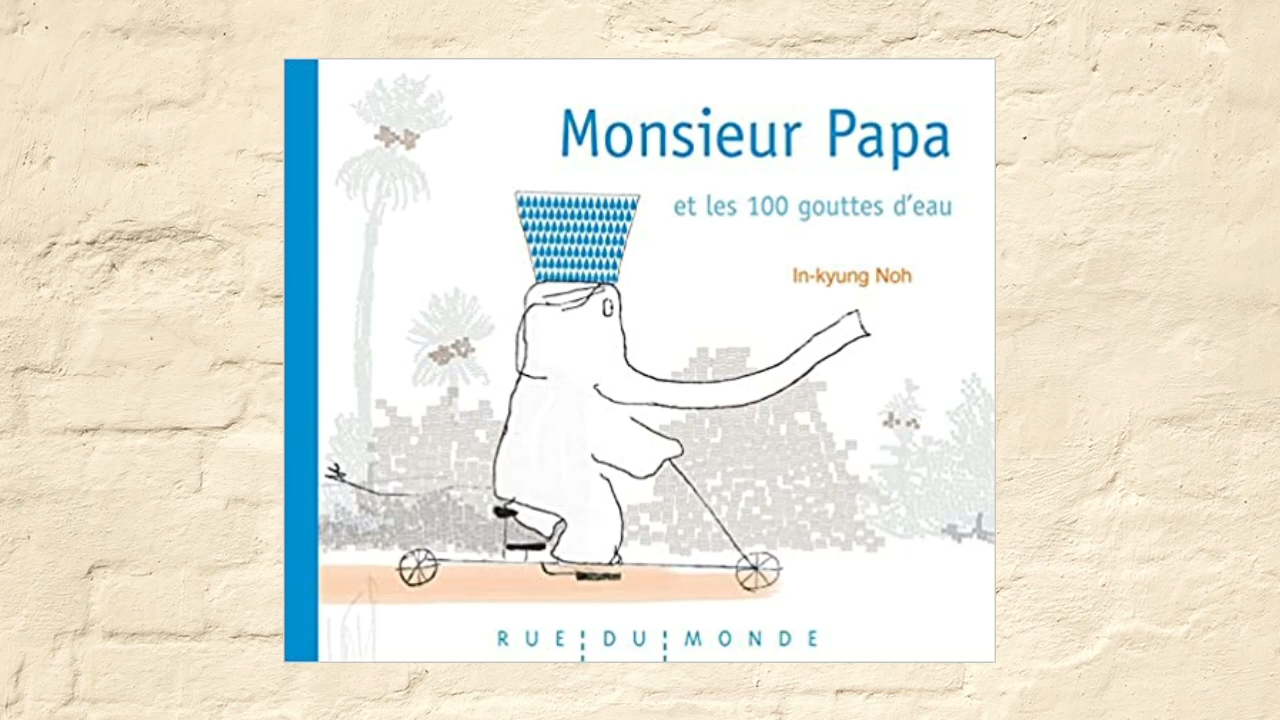 Monsieur Papa
et les 100 gouttes d'eau
In-kyung Noh
RUE DU MONDE